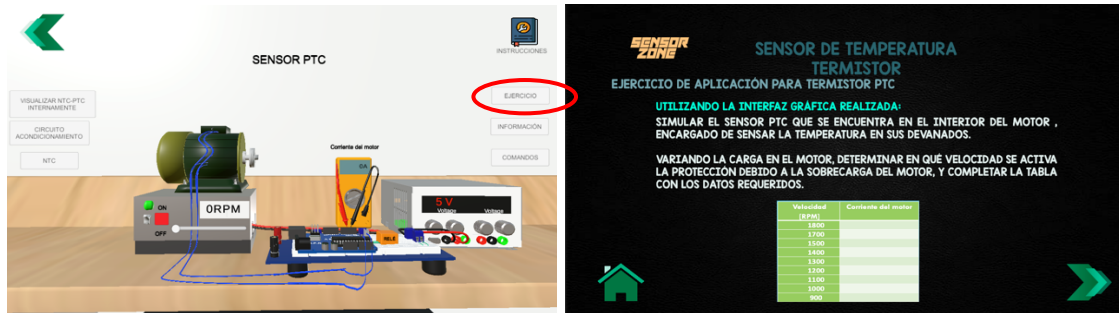 SENSOR PTC
INSTRUCCIONES
VISUALIZAR NTC-PTC
INTERNAMENTE
CIRCUITO
ACONDICIONAMIENTO
NTC
EJERCICIO
INFORMACIÓN
COMANDOS
Corriente del motor
0A
ON
OFF
0RPM
5 V
Voltage
Voltage
RELE
SENSOR
ZONE
SENSOR DE TEMPERATURA
TERMISTOR
EJERCICIO DE APLICACIÓN PARA TERMISTOR PTC
UTILIZANDO LA INTERFAZ GRÁFICA REALIZADA:
SIMULAR EL SENSOR PTC QUE SE ENCUENTRA EN EL INTERIOR DEL MOTOR ,
ENCARGADO DE SENSAR LA TEMPERATURA EN SUS DEVANADOS.
VARIANDO LA CARGA EN EL MOTOR, DETERMINAR EN QUÉ VELOCIDAD SE ACTIVA
LA PROTECCIÓN DEBIDO A LA SOBRECARGA DEL MOTOR, Y COMPLETAR LA TABLA
CON LOS DATOS REQUERIDOS.
Velocidad
[RPM]
Corriente del motor
1800
1700
1500
1400
1300
1200
1100
1000
900